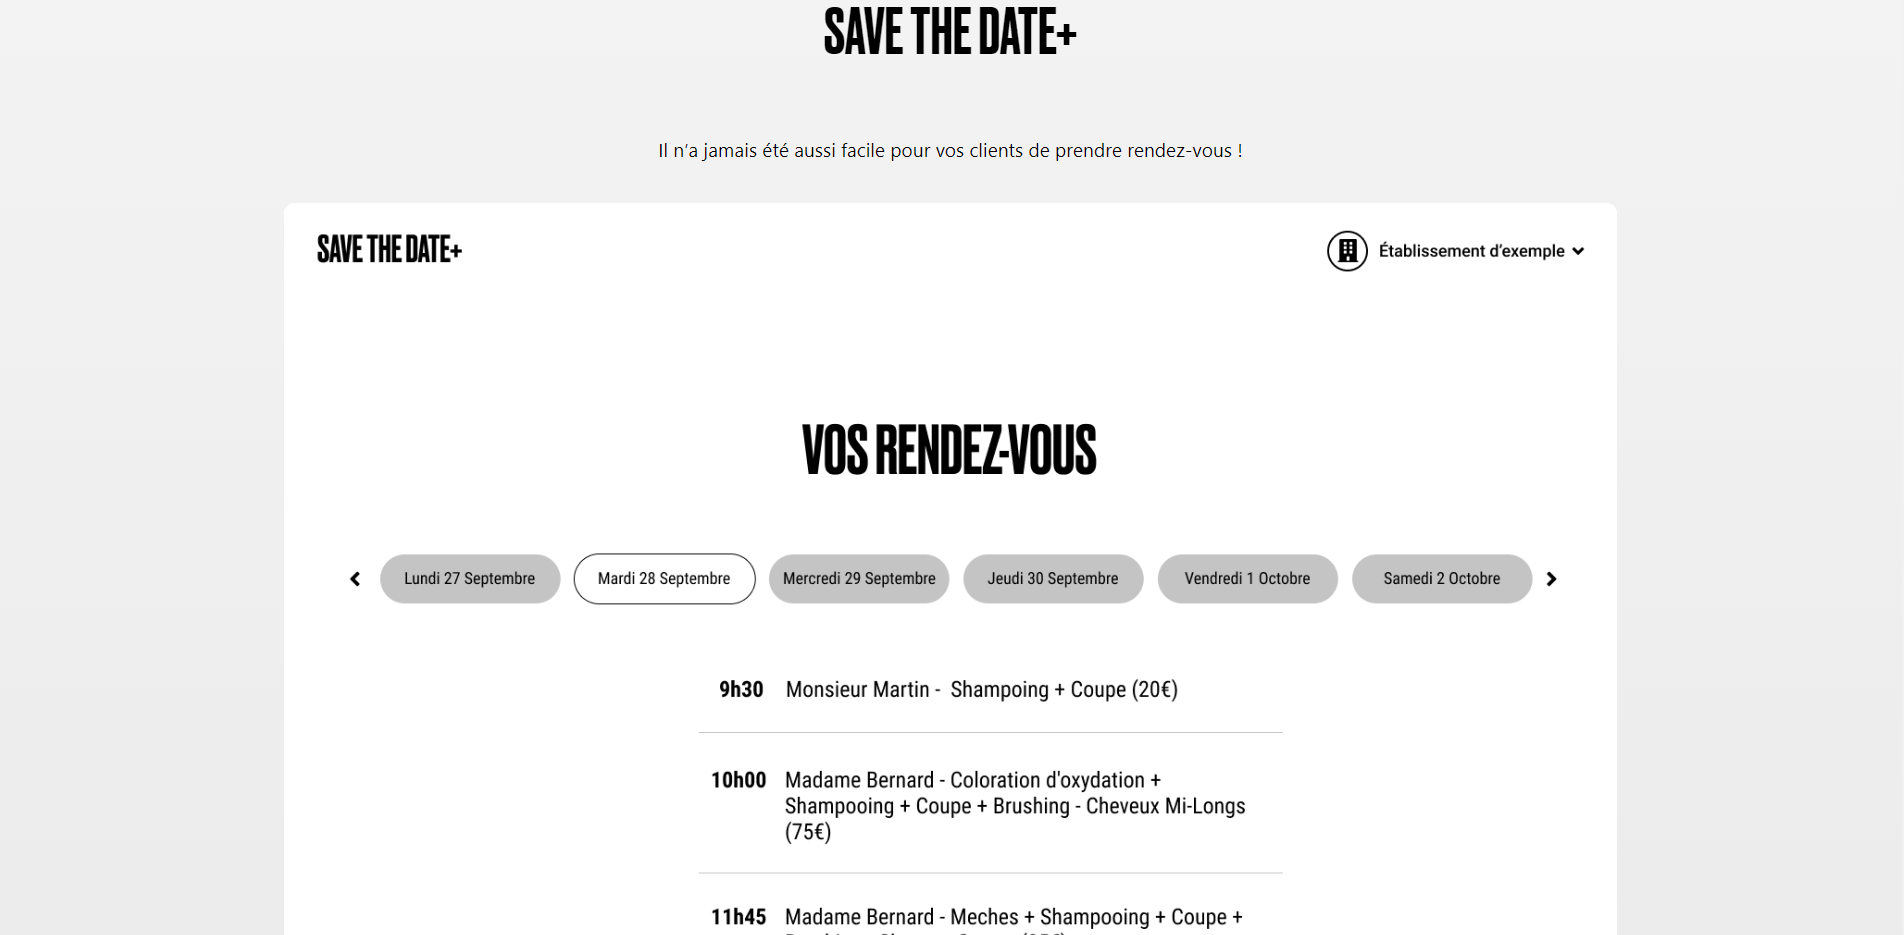 SAVE THE DATE+
Il n'a jamais été aussi facile pour vos clients de prendre rendez-vous !
SAVE THE DATE+
Établissement d'exemple
VOS RENDEZ-VOUS
Lundi 27 Septembre
Mardi 28 Septembre
Mercredi 29 Septembre
Jeudi 30 Septembre
Vendredi 1 Octobre
Samedi 2 Octobre
9h30 Monsieur Martin - Shampoing + Coupe (20€)
10h00 Madame Bernard - Coloration d'oxydation +
Shampooing + Coupe + Brushing - Cheveux Mi-Longs
(75€)
11h45 Madame Bernard - Meches + Shampooing + Coupe +